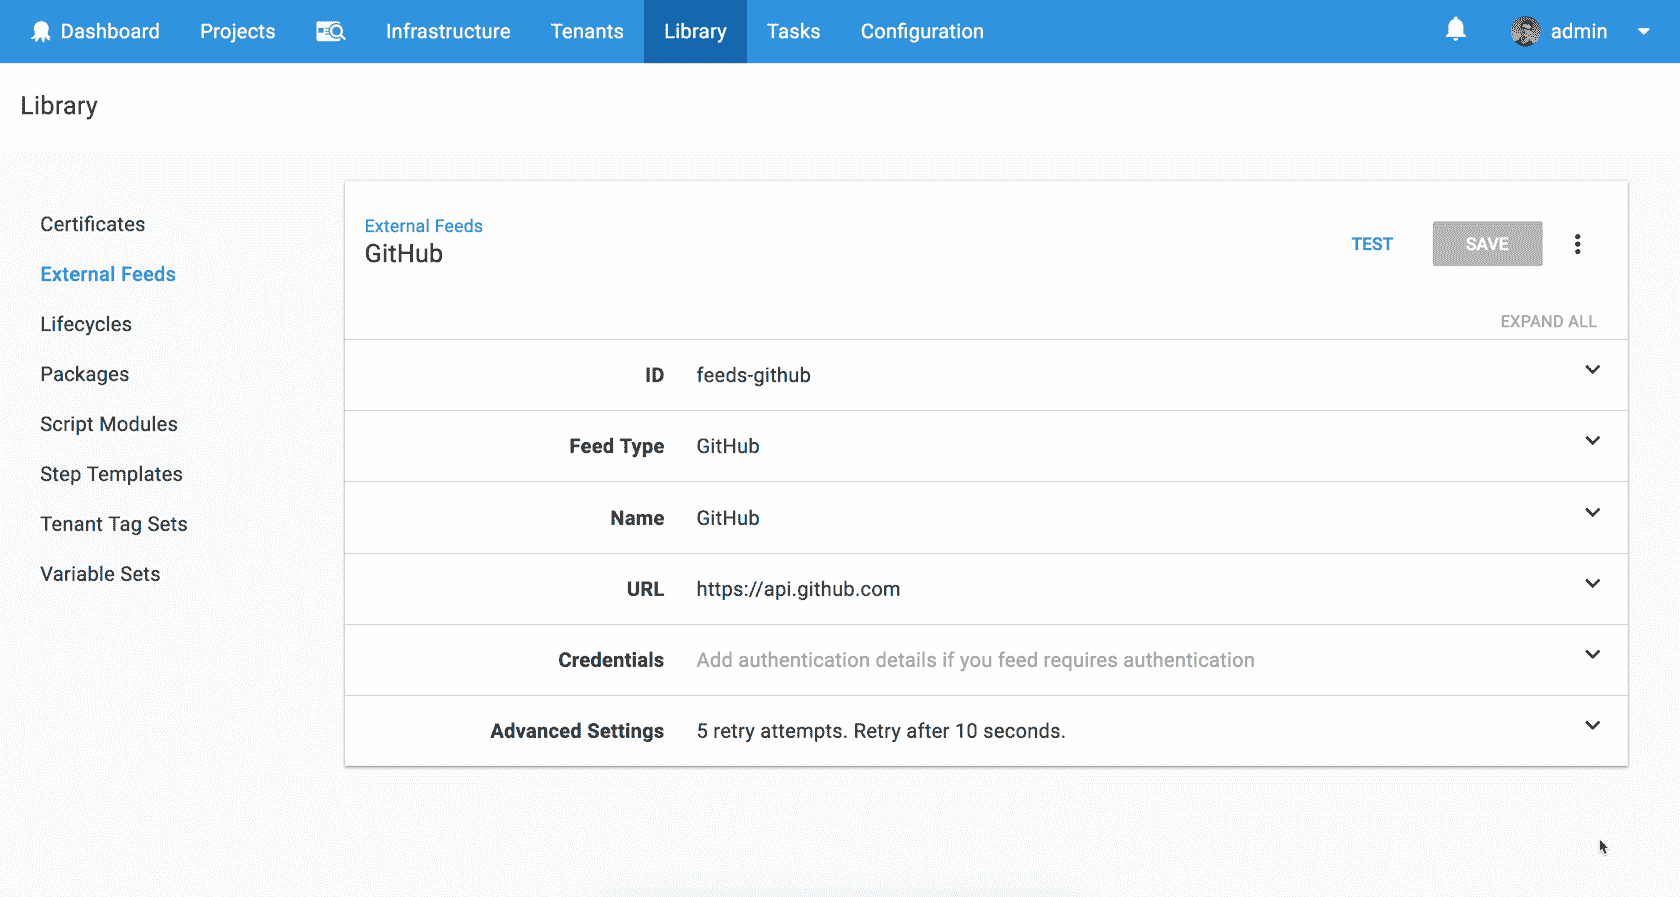 Dashboard Projects Infrastructure Tenants Library Tasks Configuration admin
Library
Certificates
External Feeds
Lifecycles
Packages
Script Modules
Step Templates
Tenant Tag Sets
Variable Sets
External Feeds
GitHub
TEST SAVE
EXPAND ALL
ID feeds-github
Feed Type GitHub
Name GitHub
URL https://api.github.com
Credentials Add authentication details if you feed requires authentication
Advanced Settings 5 retry attempts. Retry after 10 seconds.